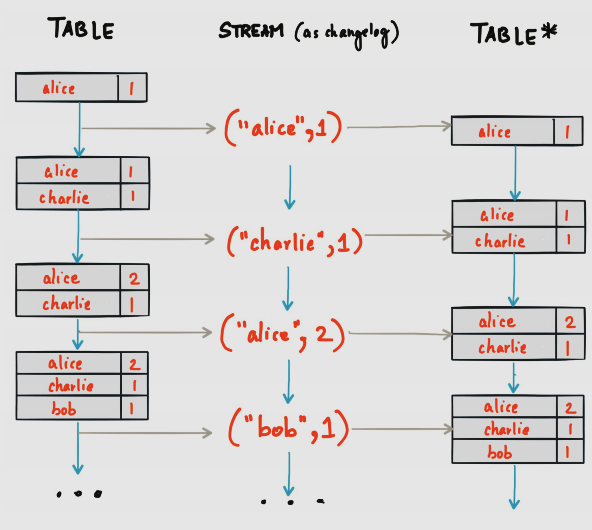 TABLE
STREAM (as changelog)
TABLE*
alice 1
("alice",1)
alice 1
alice 1
charlie 1
("charlie",1)
alice 1
charlie 1
alice 2
charlie 1
("alice", 2)
alice 2
charlie 1
alice 2
charlie 1
bob 1
("bob",1)
alice 2
charlie 1
bob 1
...
...